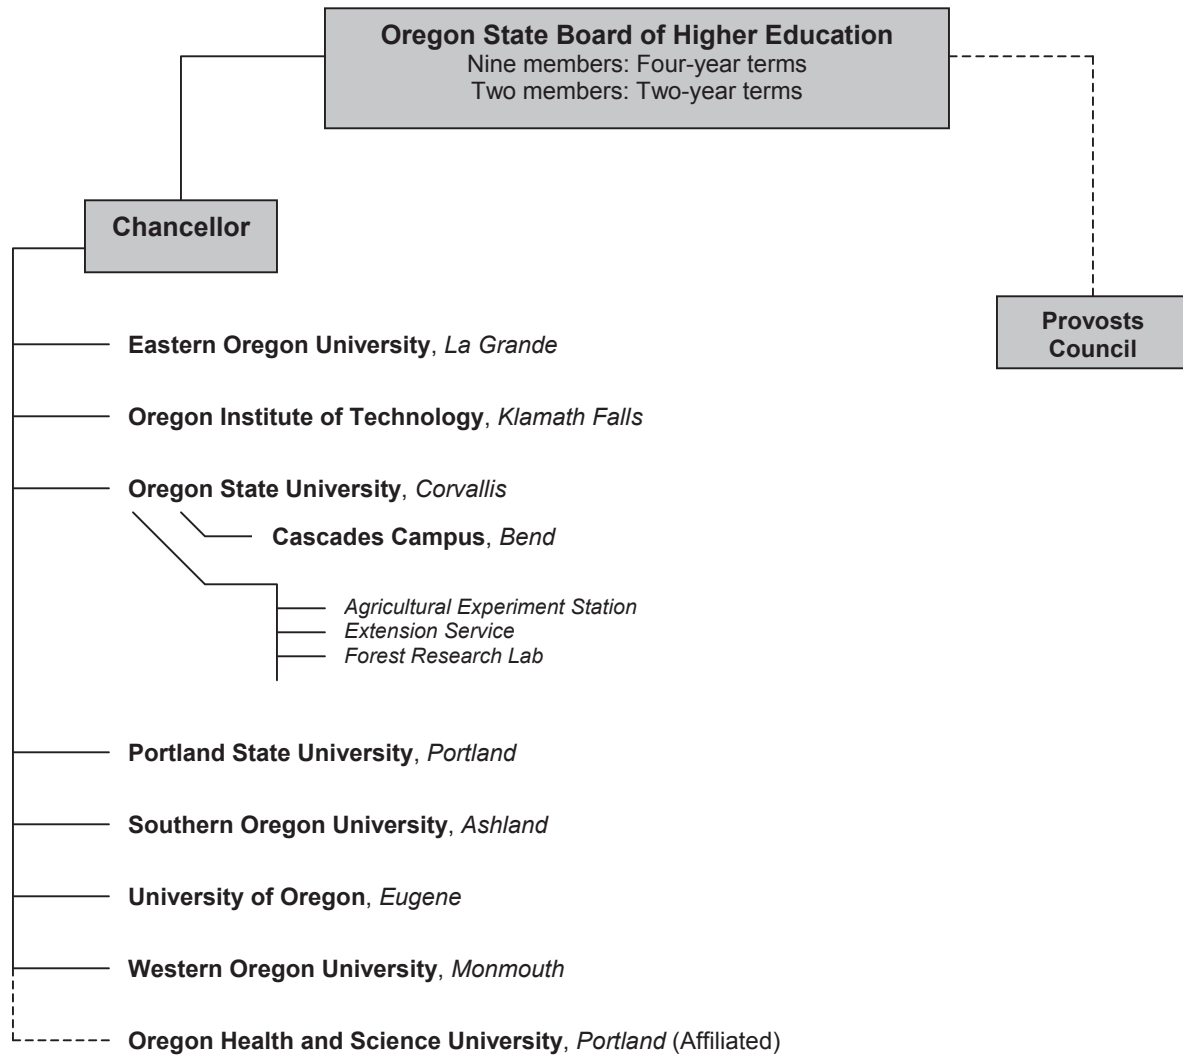 Oregon State Board of Higher Education
Nine members: Four-year terms
Two members: Two-year terms
Chancellor
Provosts
Council
Eastern Oregon University, La Grande
Oregon Institute of Technology, Klamath Falls
Oregon State University, Corvallis
Cascades Campus, Bend
Agricultural Experiment Station
Extension Service
Forest Research Lab
Portland State University, Portland
Southern Oregon University, Ashland
University of Oregon, Eugene
Western Oregon University, Monmouth
Oregon Health and Science University, Portland (Affiliated)